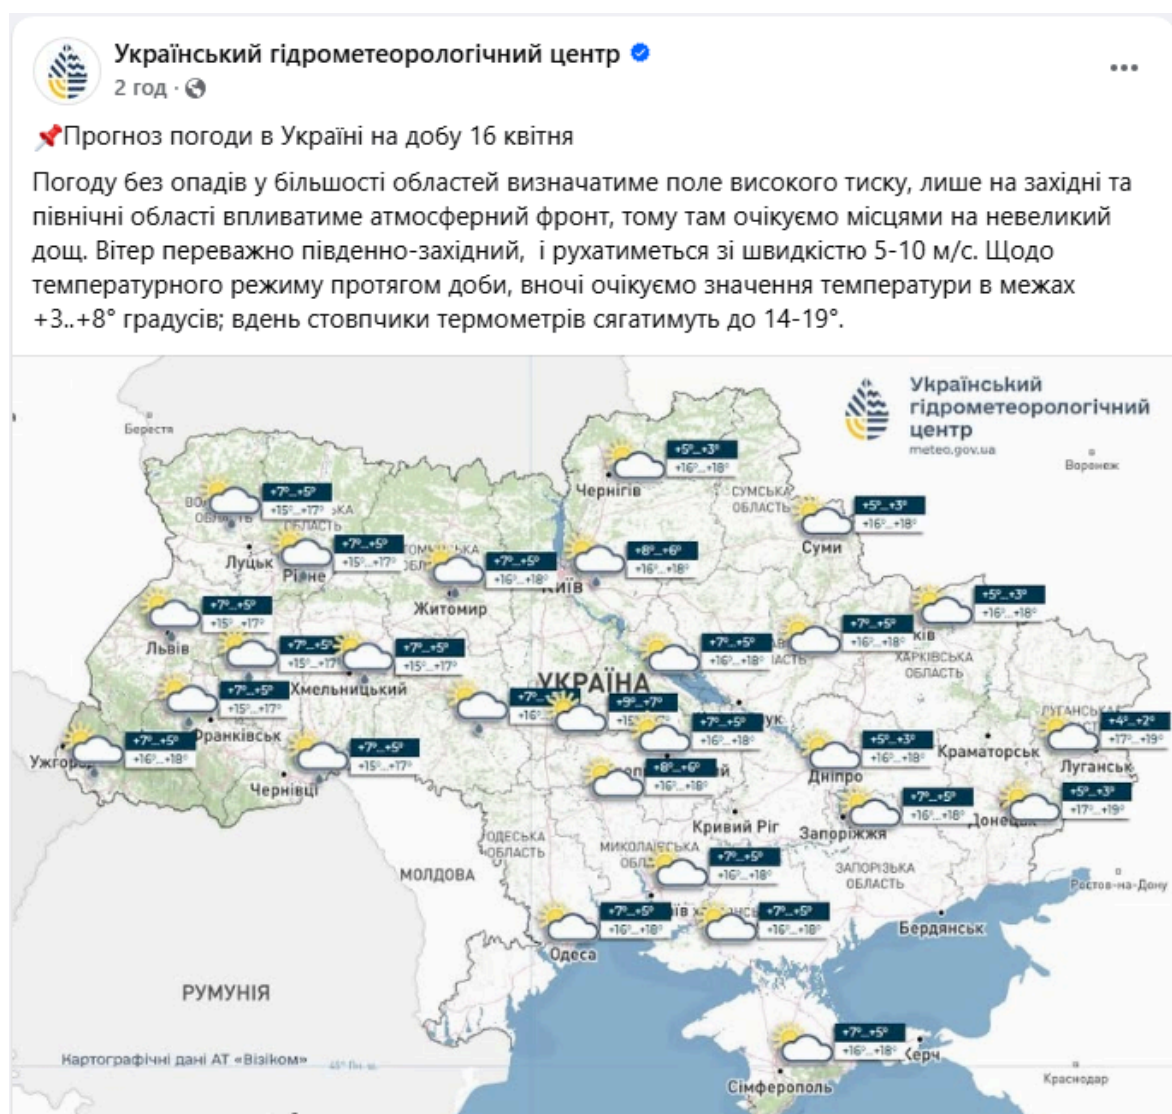 Український гідрометеорологічний центр
2 год
Прогноз погоди в Україні на добу 16 квітня
Погоду без опадів у більшості областей визначатиме поле високого тиску, лише на західні та
північні області впливатиме атмосферний фронт, тому там очікуємо місцями на невеликий
дощ. Вітер переважно південно-західний, і рухатиметься зі швидкістю 5-10 м/с. Щодо
температурного режиму протягом доби, вночі очікуємо значення температури в межах
+3..+8° градусів; вдень стовпчики термометрів сягатимуть до 14-19°.
Український
гідрометеорологічний
центр
meteo.gov.ua
Берестя
Воронеж
+5°...+3°
+16°...+18°
Чернігів
СУМСЬКА
ОБЛАСТЬ
+7°...+5°
+15°...+17°
ОБЛАСТЬ
+5°...+3°
+16°...+18°
Суми
Луцьк
+7°...+5°
+15°...+17°
Рівне
+7°...+5°
+16°...+18°
Житомир
+8°...+6°
+16°...+18°
Київ
+7°...+5°
+15°...+17°
Львів
+5°...+3°
+16°...+18°
+7°...+5°
+16°...+18°
ХАРКІВСЬКА
ОБЛАСТЬ
+7°...+5°
+15°...+17°
+7°...+5°
+15°...+17°
Хмельницький
+7°...+5°
+16°...+18°
УКРАЇНА
+7°...+5°
+15°...+17°
Франківськ
+9°...+7°
+7°...+5°
+16°...+18°
+7°...+5°
+16°...+18°
Ужгород
+7°...+5°
+15°...+17°
Чернівці
+5°...+3°
+16°...+18°
Дніпро
Краматорськ
+4°...+2°
+17°...+19°
Луганськ
+8°...+6°
+16°...+18°
+7°...+5°
+16°...+18°
Запоріжжя
+5°...+3°
+17°...+19°
Донецьк
Кривий Ріг
ОДЕСЬКА
ОБЛАСТЬ
МИКОЛАЇВСЬКА
+7°...+5°
+16°...+18°
ЗАПОРІЗЬКА
ОБЛАСТЬ
МОЛДОВА
Ростов-на-Дону
+7°...+5°
+16°...+18°
Одеса
+7°...+5°
+16°...+18°
Бердянськ
РУМУНІЯ
+7°...+5°
+16°...+18°
Керч
Сімферополь
Картографічні дані АТ «Візіком»
45° Пн. ш.
Краснодар